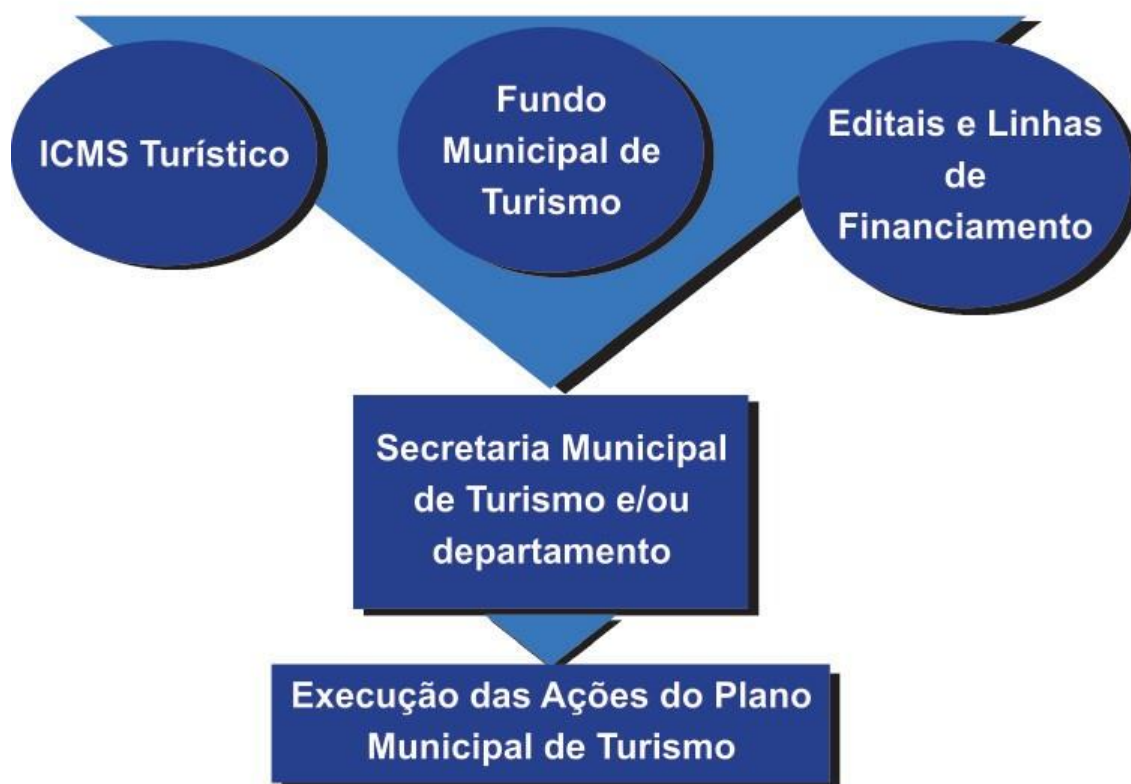 ICMS Turístico
Fundo
Municipal de
Turismo
Editais e Linhas
de
Financiamento
Secretaria Municipal
de Turismo e/ou
departamento
Execução das Ações do Plano
Municipal de Turismo